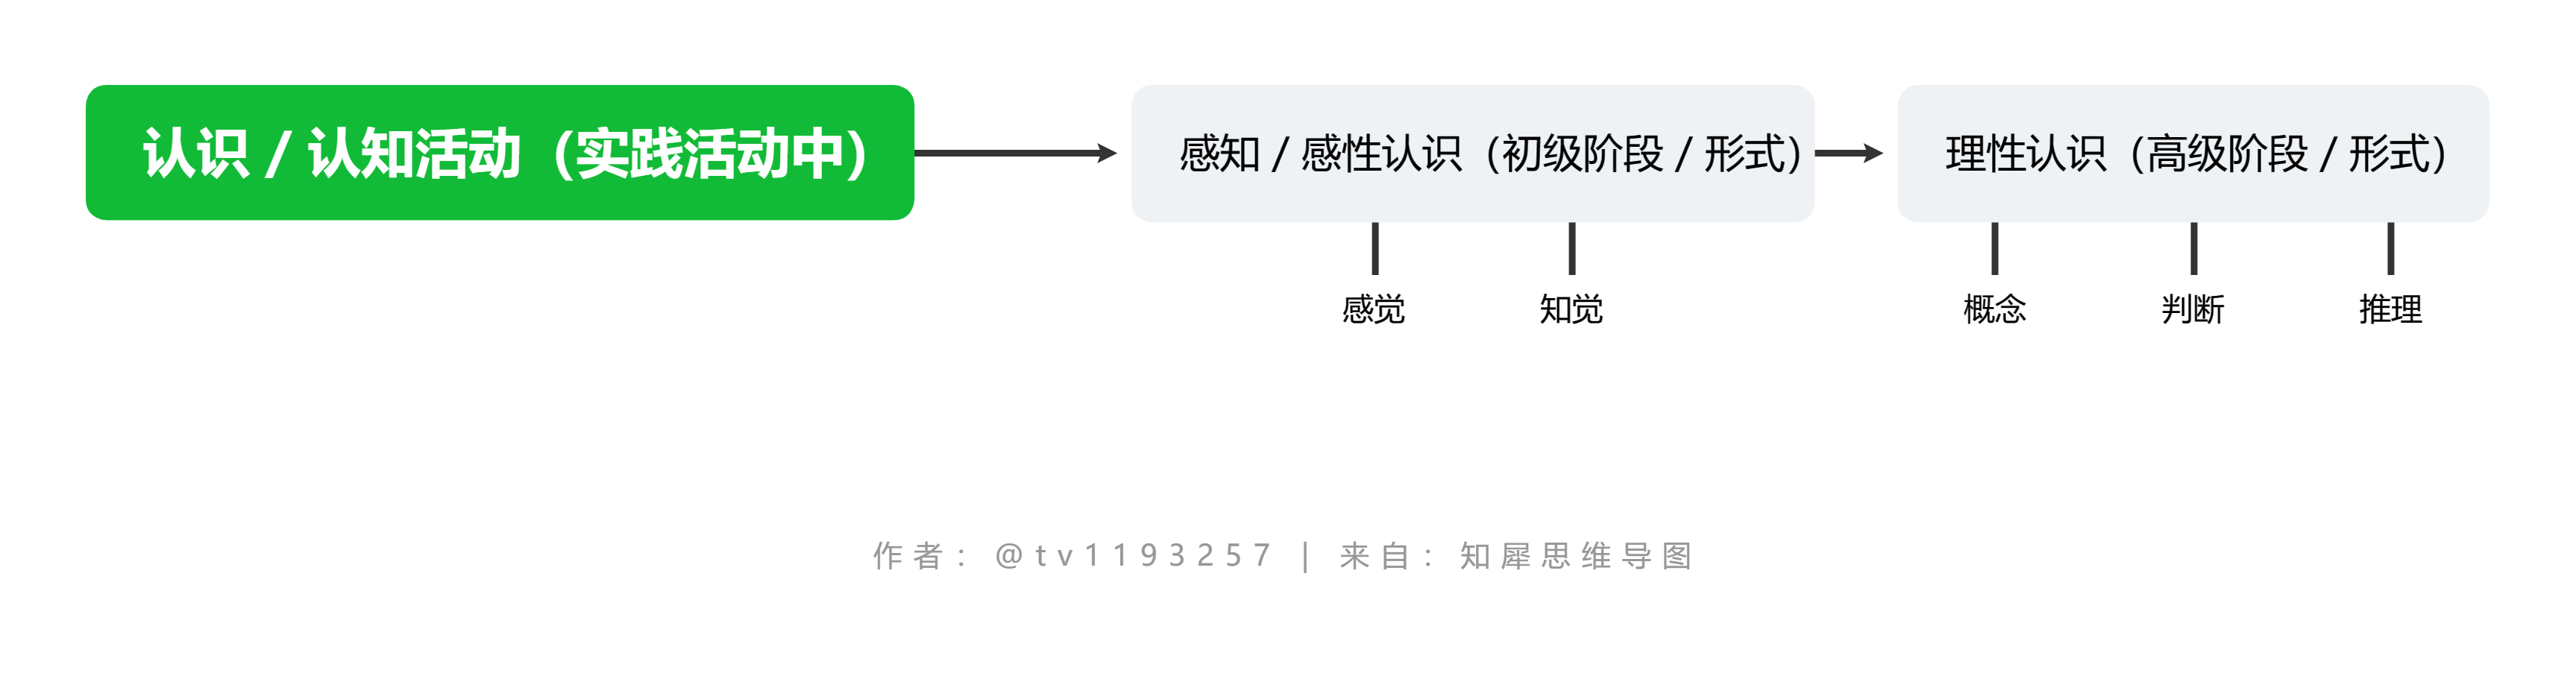 认识 / 认知活动（实践活动中）
感知 / 感性认识（初级阶段 / 形式）
理性认识（高级阶段 / 形式）
感觉
知觉
概念
判断
推理
作者：@tv1193257 | 来自：知犀思维导图